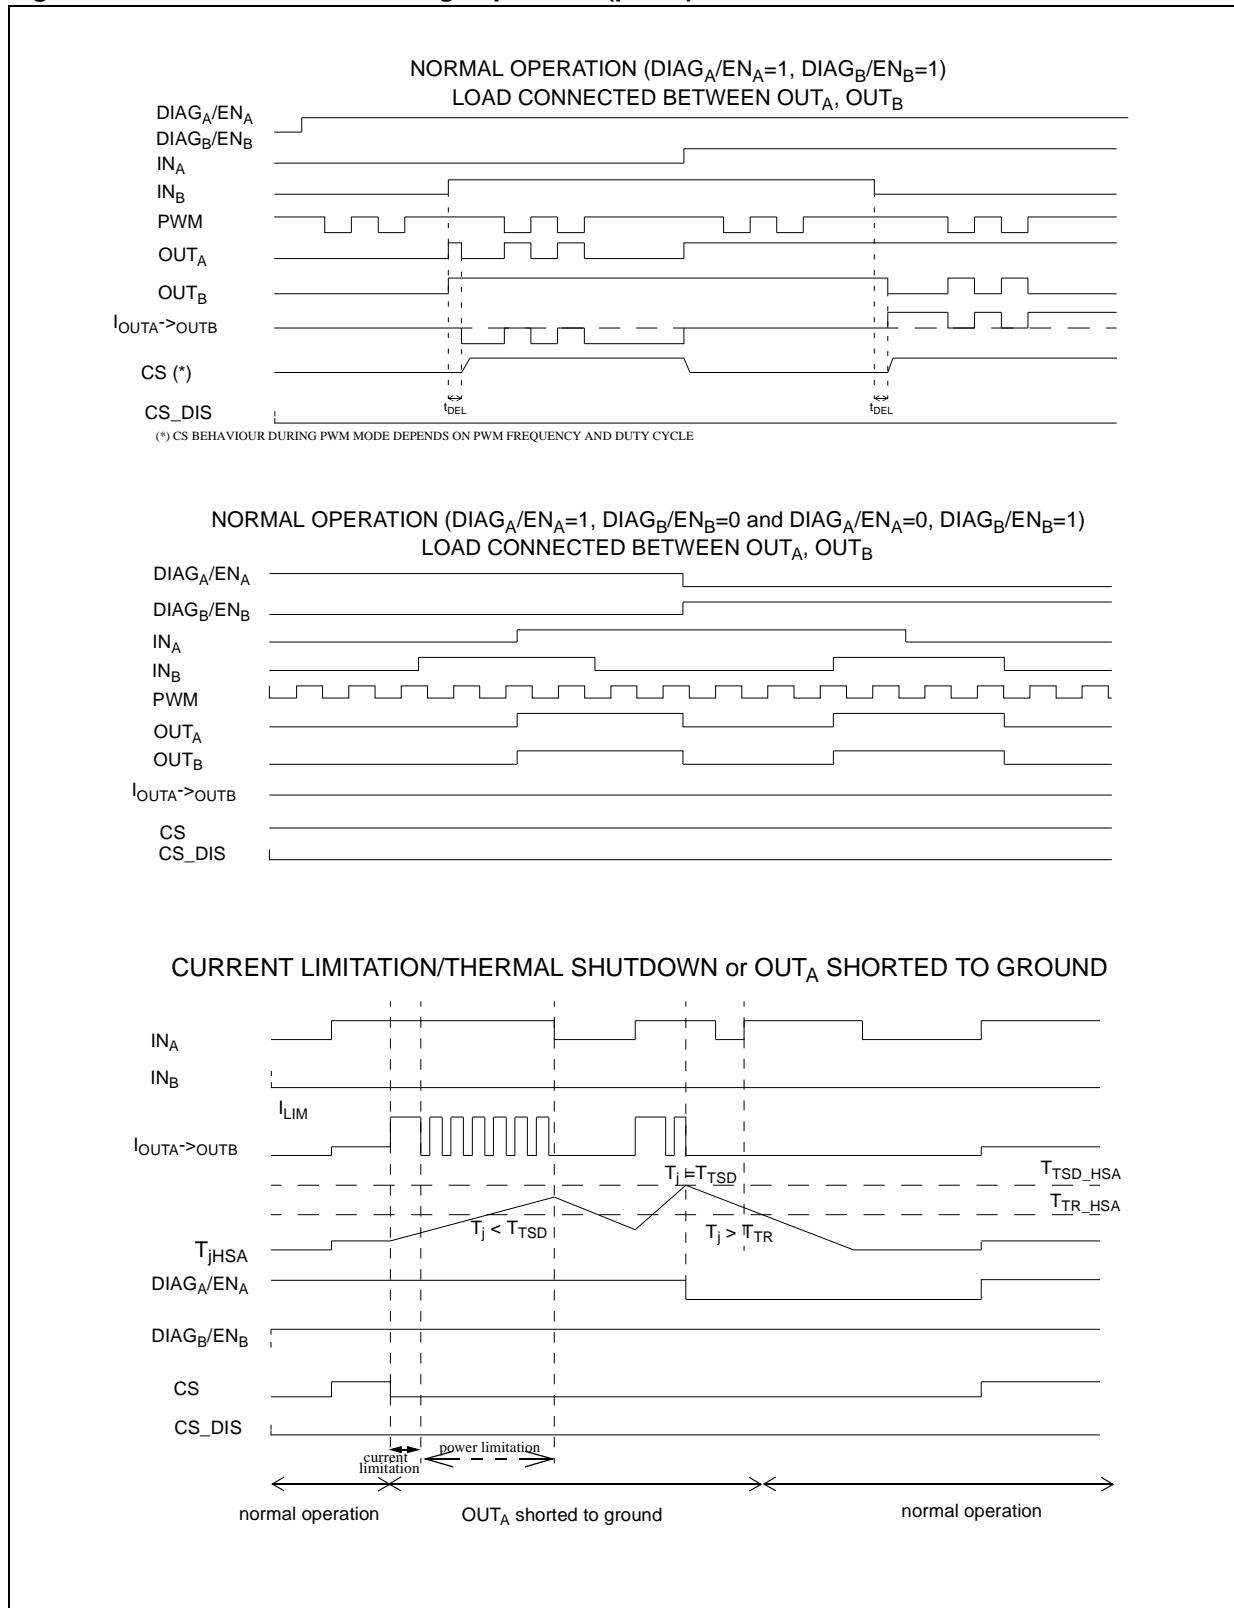 NORMAL OPERATION (DIAGA/ENA=1, DIAGB/ENB=1)
LOAD CONNECTED BETWEEN OUTA, OUTB
DIAGA/ENA
DIAGB/ENB
INA
INB
PWM
OUTA
OUTB
IOUTA->OUTB
CS (*)
tDEL
tDEL
CS_DIS
(*) CS BEHAVIOUR DURING PWM MODE DEPENDS ON PWM FREQUENCY AND DUTY CYCLE
NORMAL OPERATION (DIAGA/ENA=1, DIAGB/ENB=0 and DIAGA/ENA=0, DIAGB/ENB=1)
LOAD CONNECTED BETWEEN OUTA, OUTB
DIAGA/ENA
DIAGB/ENB
INA
INB
PWM
OUTA
OUTB
IOUTA->OUTB
CS
CS_DIS
CURRENT LIMITATION/THERMAL SHUTDOWN or OUTA SHORTED TO GROUND
INA
INB
ILIM
IOUTA->OUTB
Tj = TTSD
TTSD_HSA
TTR_HSA
Tj < TTSD
Tj > TTR
TjHSA
DIAGA/ENA
DIAGB/ENB
CS
CS_DIS
current
limitation
power limitation
normal operation
OUTA shorted to ground
normal operation